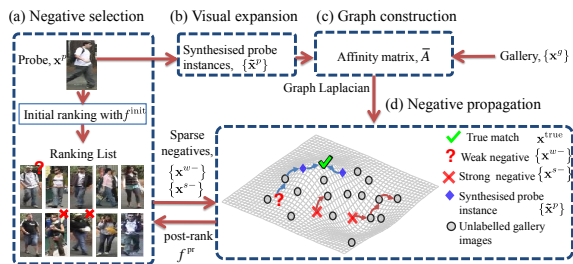 (a) Negative selection
(b) Visual expansion
(c) Graph construction
Probe, x^p
Initial ranking with f^init
Ranking List
?
Synthesised probe
instances, {x̃^p}
Affinity matrix, A̅
Gallery, {x^g}
Graph Laplacian
(d) Negative propagation
Sparse
negatives,
{x^w−}
{x^s−}
post-rank
f^pr
?
True match x^true
? Weak negative {x^w−}
Strong negative {x^s−}
Synthesised probe
instance {x̃^p}
Unlabelled gallery
images